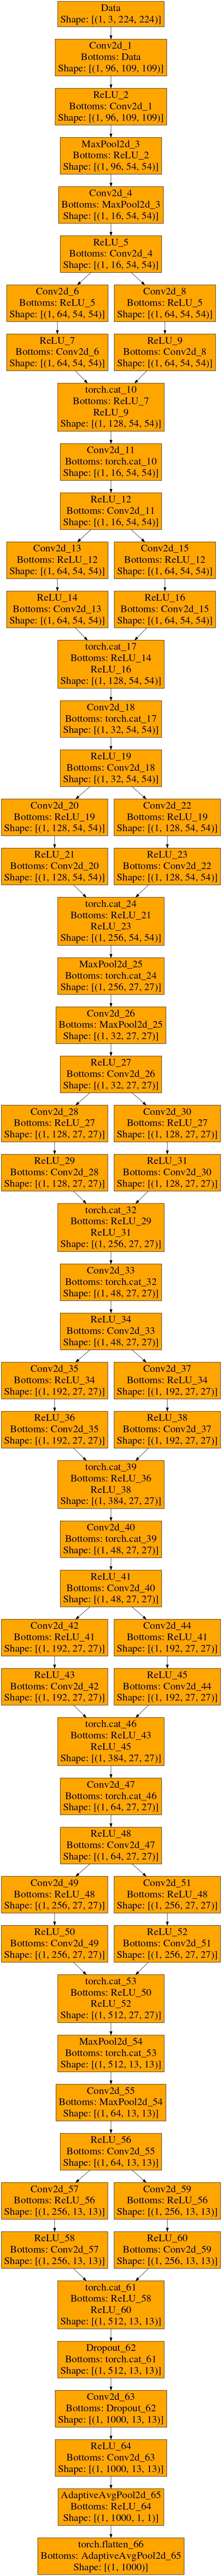 Data
Shape: [(1, 3, 224, 224)]
Conv2d_1
Bottoms: Data
Shape: [(1, 96, 109, 109)]
ReLU_2
Bottoms: Conv2d_1
Shape: [(1, 96, 109, 109)]
MaxPool2d_3
Bottoms: ReLU_2
Shape: [(1, 96, 54, 54)]
Conv2d_4
Bottoms: MaxPool2d_3
Shape: [(1, 16, 54, 54)]
ReLU_5
Bottoms: Conv2d_4
Shape: [(1, 16, 54, 54)]
Conv2d_6
Bottoms: ReLU_5
Shape: [(1, 64, 54, 54)]
Conv2d_8
Bottoms: ReLU_5
Shape: [(1, 64, 54, 54)]
ReLU_7
Bottoms: Conv2d_6
Shape: [(1, 64, 54, 54)]
ReLU_9
Bottoms: Conv2d_8
Shape: [(1, 64, 54, 54)]
torch.cat_10
Bottoms: ReLU_7
ReLU_9
Shape: [(1, 128, 54, 54)]
Conv2d_11
Bottoms: torch.cat_10
Shape: [(1, 16, 54, 54)]
ReLU_12
Bottoms: Conv2d_11
Shape: [(1, 16, 54, 54)]
Conv2d_13
Bottoms: ReLU_12
Shape: [(1, 64, 54, 54)]
Conv2d_15
Bottoms: ReLU_12
Shape: [(1, 64, 54, 54)]
ReLU_14
Bottoms: Conv2d_13
Shape: [(1, 64, 54, 54)]
ReLU_16
Bottoms: Conv2d_15
Shape: [(1, 64, 54, 54)]
torch.cat_17
Bottoms: ReLU_14
ReLU_16
Shape: [(1, 128, 54, 54)]
Conv2d_18
Bottoms: torch.cat_17
Shape: [(1, 32, 54, 54)]
ReLU_19
Bottoms: Conv2d_18
Shape: [(1, 32, 54, 54)]
Conv2d_20
Bottoms: ReLU_19
Shape: [(1, 128, 54, 54)]
Conv2d_22
Bottoms: ReLU_19
Shape: [(1, 128, 54, 54)]
ReLU_21
Bottoms: Conv2d_20
Shape: [(1, 128, 54, 54)]
ReLU_23
Bottoms: Conv2d_22
Shape: [(1, 128, 54, 54)]
torch.cat_24
Bottoms: ReLU_21
ReLU_23
Shape: [(1, 256, 54, 54)]
MaxPool2d_25
Bottoms: torch.cat_24
Shape: [(1, 256, 27, 27)]
Conv2d_26
Bottoms: MaxPool2d_25
Shape: [(1, 32, 27, 27)]
ReLU_27
Bottoms: Conv2d_26
Shape: [(1, 32, 27, 27)]
Conv2d_28
Bottoms: ReLU_27
Shape: [(1, 128, 27, 27)]
Conv2d_30
Bottoms: ReLU_27
Shape: [(1, 128, 27, 27)]
ReLU_29
Bottoms: Conv2d_28
Shape: [(1, 128, 27, 27)]
ReLU_31
Bottoms: Conv2d_30
Shape: [(1, 128, 27, 27)]
torch.cat_32
Bottoms: ReLU_29
ReLU_31
Shape: [(1, 256, 27, 27)]
Conv2d_33
Bottoms: torch.cat_32
Shape: [(1, 48, 27, 27)]
ReLU_34
Bottoms: Conv2d_33
Shape: [(1, 48, 27, 27)]
Conv2d_35
Bottoms: ReLU_34
Shape: [(1, 192, 27, 27)]
Conv2d_37
Bottoms: ReLU_34
Shape: [(1, 192, 27, 27)]
ReLU_36
Bottoms: Conv2d_35
Shape: [(1, 192, 27, 27)]
ReLU_38
Bottoms: Conv2d_37
Shape: [(1, 192, 27, 27)]
torch.cat_39
Bottoms: ReLU_36
ReLU_38
Shape: [(1, 384, 27, 27)]
Conv2d_40
Bottoms: torch.cat_39
Shape: [(1, 48, 27, 27)]
ReLU_41
Bottoms: Conv2d_40
Shape: [(1, 48, 27, 27)]
Conv2d_42
Bottoms: ReLU_41
Shape: [(1, 192, 27, 27)]
Conv2d_44
Bottoms: ReLU_41
Shape: [(1, 192, 27, 27)]
ReLU_43
Bottoms: Conv2d_42
Shape: [(1, 192, 27, 27)]
ReLU_45
Bottoms: Conv2d_44
Shape: [(1, 192, 27, 27)]
torch.cat_46
Bottoms: ReLU_43
ReLU_45
Shape: [(1, 384, 27, 27)]
Conv2d_47
Bottoms: torch.cat_46
Shape: [(1, 64, 27, 27)]
ReLU_48
Bottoms: Conv2d_47
Shape: [(1, 64, 27, 27)]
Conv2d_49
Bottoms: ReLU_48
Shape: [(1, 256, 27, 27)]
Conv2d_51
Bottoms: ReLU_48
Shape: [(1, 256, 27, 27)]
ReLU_50
Bottoms: Conv2d_49
Shape: [(1, 256, 27, 27)]
ReLU_52
Bottoms: Conv2d_51
Shape: [(1, 256, 27, 27)]
torch.cat_53
Bottoms: ReLU_50
ReLU_52
Shape: [(1, 512, 27, 27)]
MaxPool2d_54
Bottoms: torch.cat_53
Shape: [(1, 512, 13, 13)]
Conv2d_55
Bottoms: MaxPool2d_54
Shape: [(1, 64, 13, 13)]
ReLU_56
Bottoms: Conv2d_55
Shape: [(1, 64, 13, 13)]
Conv2d_57
Bottoms: ReLU_56
Shape: [(1, 256, 13, 13)]
Conv2d_59
Bottoms: ReLU_56
Shape: [(1, 256, 13, 13)]
ReLU_58
Bottoms: Conv2d_57
Shape: [(1, 256, 13, 13)]
ReLU_60
Bottoms: Conv2d_59
Shape: [(1, 256, 13, 13)]
torch.cat_61
Bottoms: ReLU_58
ReLU_60
Shape: [(1, 512, 13, 13)]
Dropout_62
Bottoms: torch.cat_61
Shape: [(1, 512, 13, 13)]
Conv2d_63
Bottoms: Dropout_62
Shape: [(1, 1000, 13, 13)]
ReLU_64
Bottoms: Conv2d_63
Shape: [(1, 1000, 13, 13)]
AdaptiveAvgPool2d_65
Bottoms: ReLU_64
Shape: [(1, 1000, 1, 1)]
torch.flatten_66
Bottoms: AdaptiveAvgPool2d_65
Shape: [(1, 1000)]